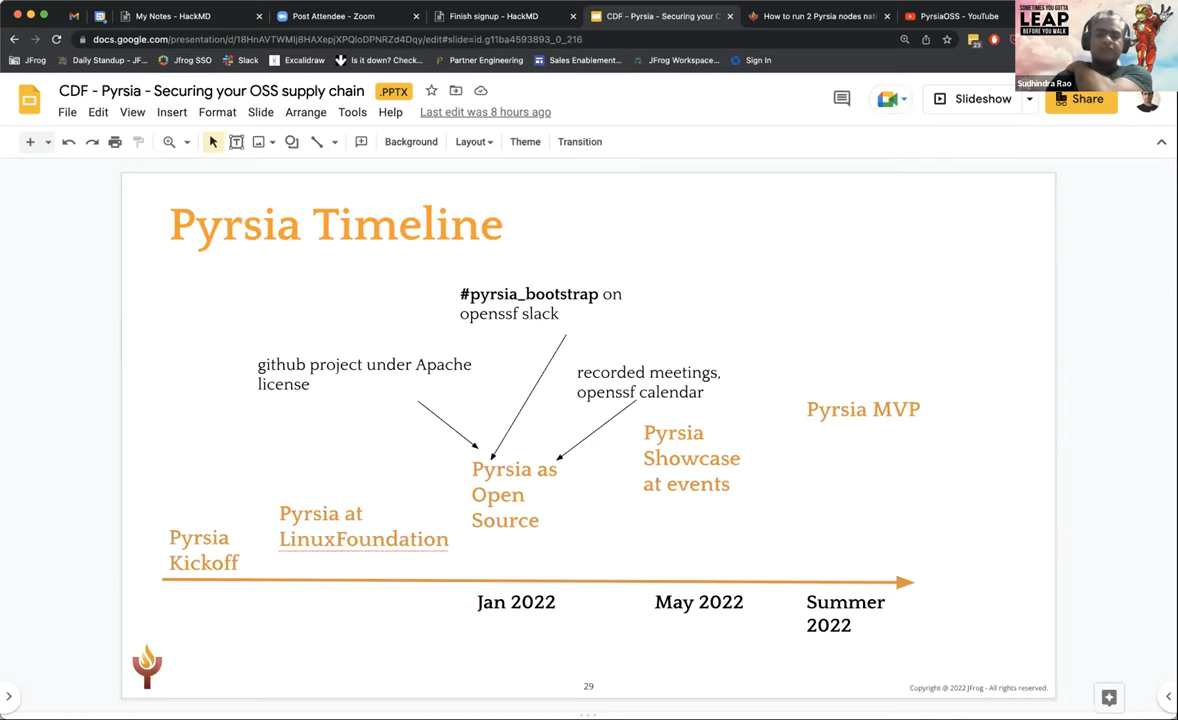 My Notes - HackMD
Post Attendee - Zoom
Finish signup - HackMD
CDF - Pyrsia - Securing your C
How to run 2 Pyrsia nodes nati
PyrsiaOSS - YouTube
SOMETIMES YOU GOTTA
LEAP
BEFORE YOU WALK
docs.google.com/presentation/d/18HnAVTWMlj8HAXepjXPQloDPNRZd4Dqy/edit#slide=id.g11ba4593893_0_216
23
JFrog
Daily Standup - JF...
Jfrog SSO
Slack
Excalidraw
Is it down? Check...
Partner Engineering
Sales Enablement...
JFrog Workspace...
Sign In
Sudhindra Rao
CDF - Pyrsia - Securing your OSS supply chain
.PPTX
Slideshow
Share
File Edit View Insert Format Slide Arrange Tools Help
Last edit was 8 hours ago
Background
Layout
Theme
Transition
Pyrsia Timeline
#pyrsia_bootstrap on
openssf slack
github project under Apache
license
recorded meetings,
openssf calendar
Pyrsia MVP
Pyrsia
Showcase
at events
Pyrsia as
Open
Source
Pyrsia at
LinuxFoundation
Pyrsia
Kickoff
Jan 2022
May 2022
Summer
2022
29
Copyright @ 2022 JFrog - All rights reserved.